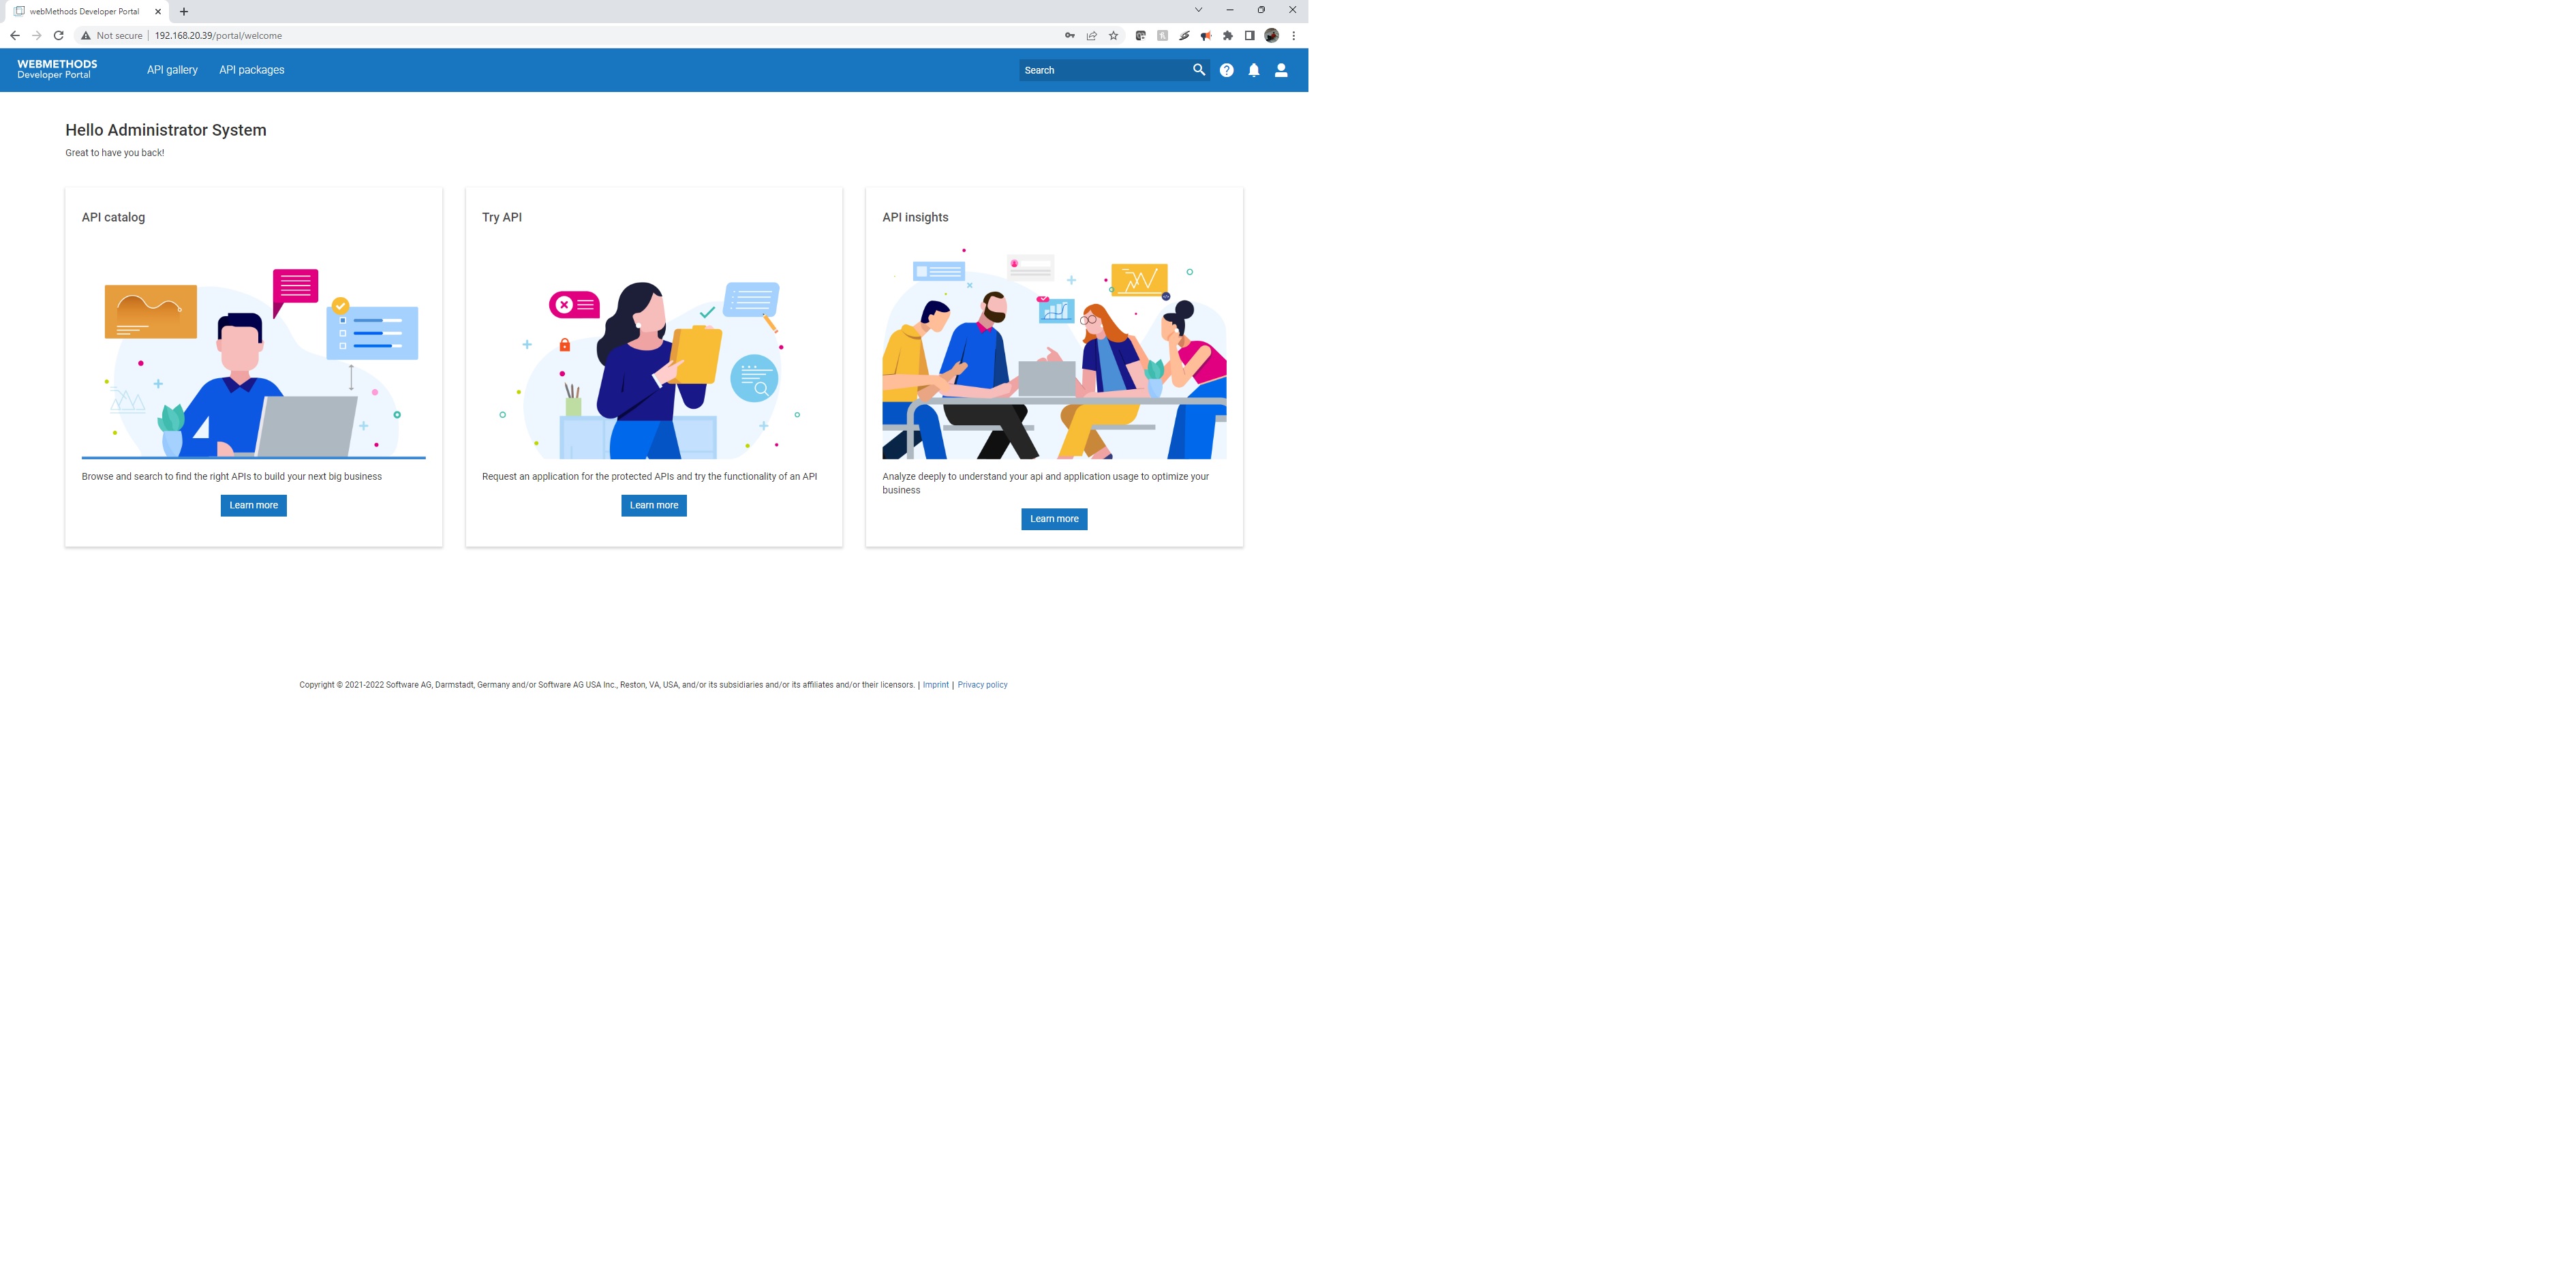 webMethods Developer Portal
Not secure
192.168.20.39/portal/welcome
WEBMETHODS
Developer Portal
API gallery
API packages
Search
Hello Administrator System
Great to have you back!
API catalog
Browse and search to find the right APIs to build your next big business
Learn more
Try API
Request an application for the protected APIs and try the functionality of an API
Learn more
API insights
Analyze deeply to understand your api and application usage to optimize your
business
Learn more
Copyright © 2021-2022 Software AG, Darmstadt, Germany and/or Software AG USA Inc., Reston, VA, USA, and/or its subsidiaries and/or its affiliates and/or their licensors. | Imprint | Privacy policy